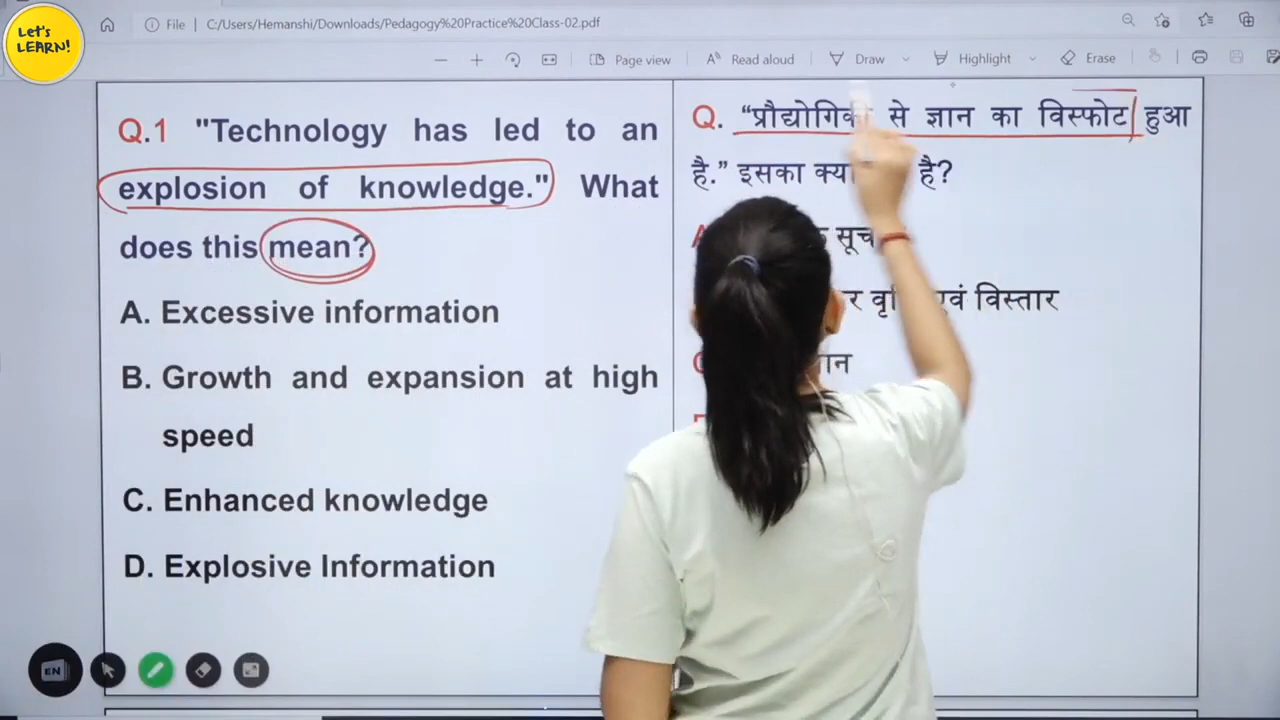 Let's
LEARN!
File
C:/Users/Hemanshi/Downloads/Pedagogy%20Practice%20Class-02.pdf
Page view
Read aloud
Draw
Highlight
Erase
Q.1 "Technology has led to an
explosion of knowledge." What
does this mean?
A. Excessive information
B. Growth and expansion at high
speed
C. Enhanced knowledge
D. Explosive Information
Q. “प्रौद्योगिकी से ज्ञान का विस्फोट हुआ
है.” इसका क्या है?
एवं विस्तार
EN